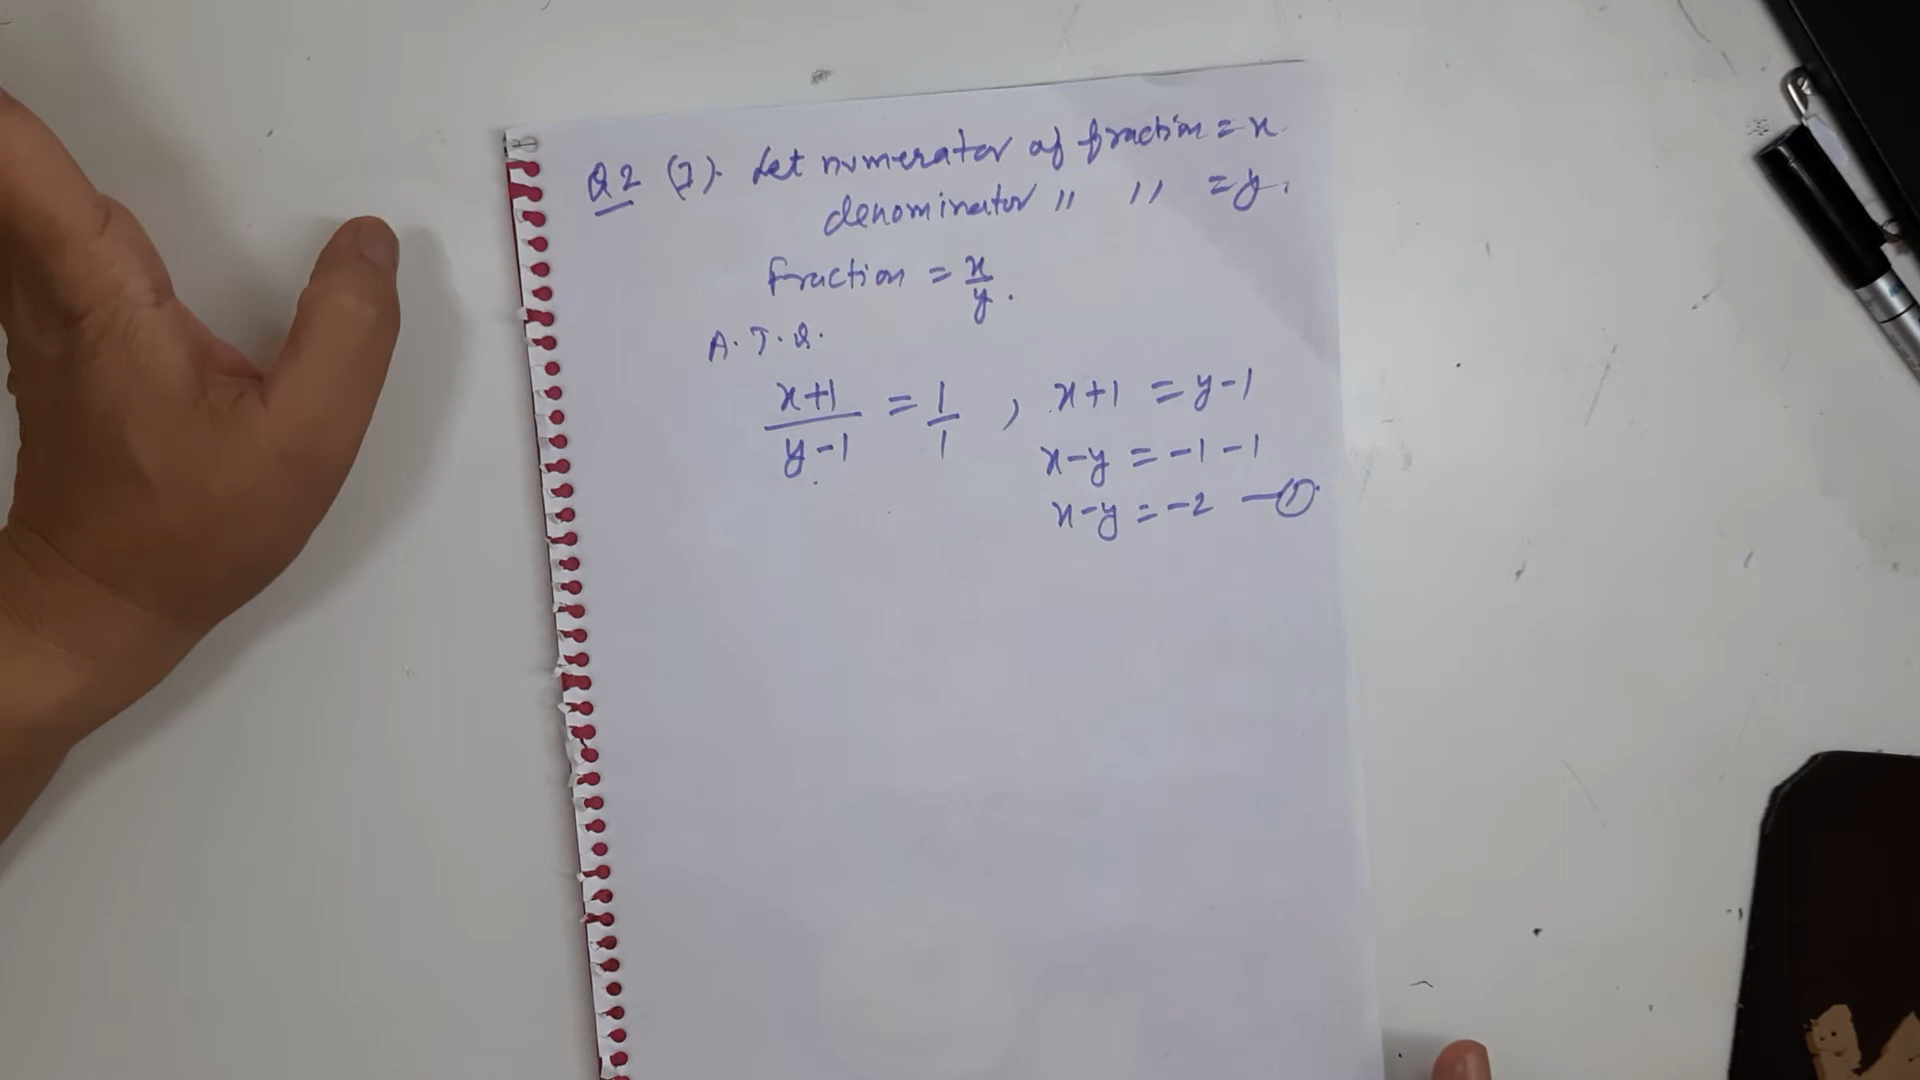 Q2 (I). Let numerator of fraction = x.
denominator " " = y.
Fraction = x/y.
A.T.Q.
x+1/y-1 = 1/1 , x+1 = y-1
x-y = -1-1
x-y = -2 —①